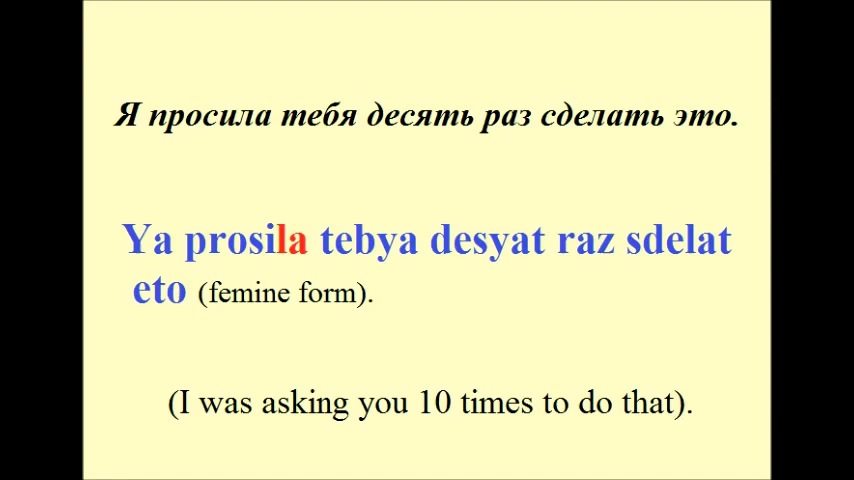 Я просила тебя десять раз сделать это.
Ya prosila tebya desyat raz sdelat
eto (femine form).
(I was asking you 10 times to do that).